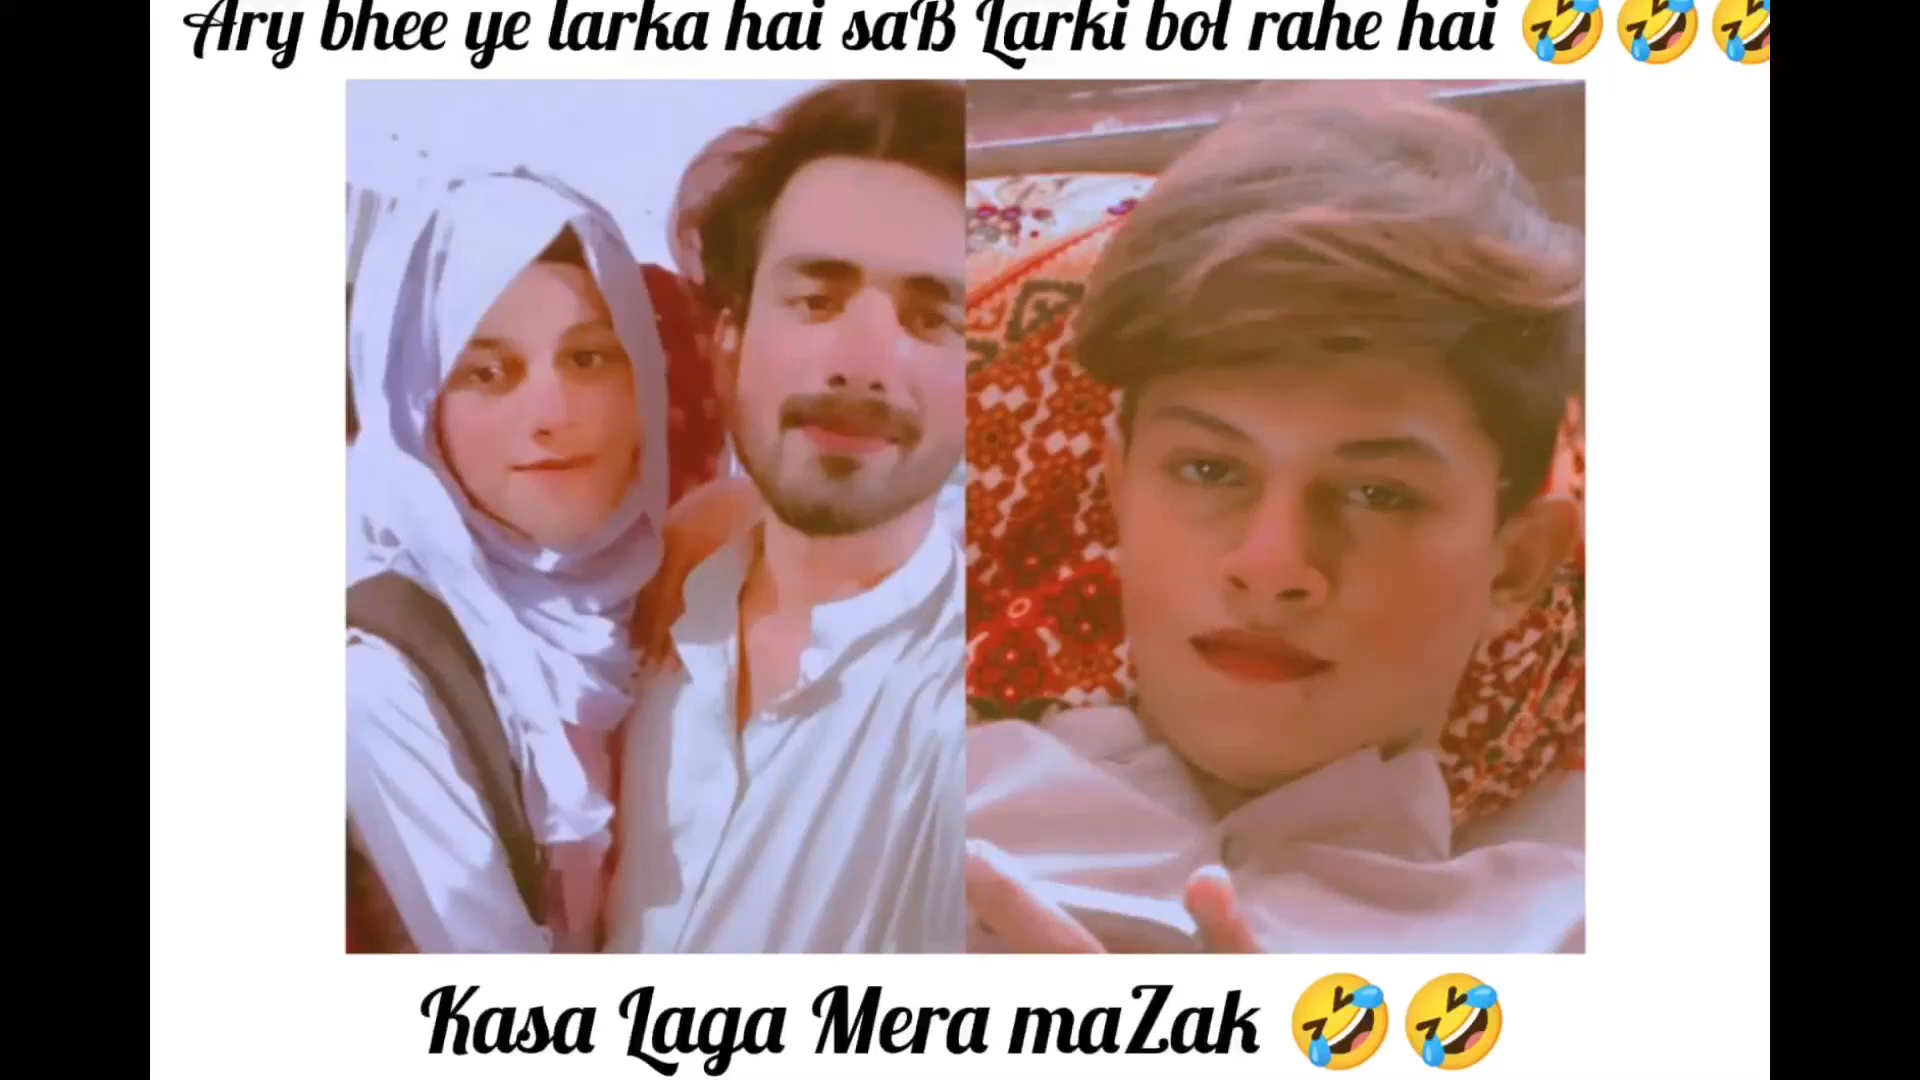 Ary bhee ye larka hai saB Larki bol rahe hai 🤣🤣🤣
Kasa Laga Mera maZak 🤣🤣